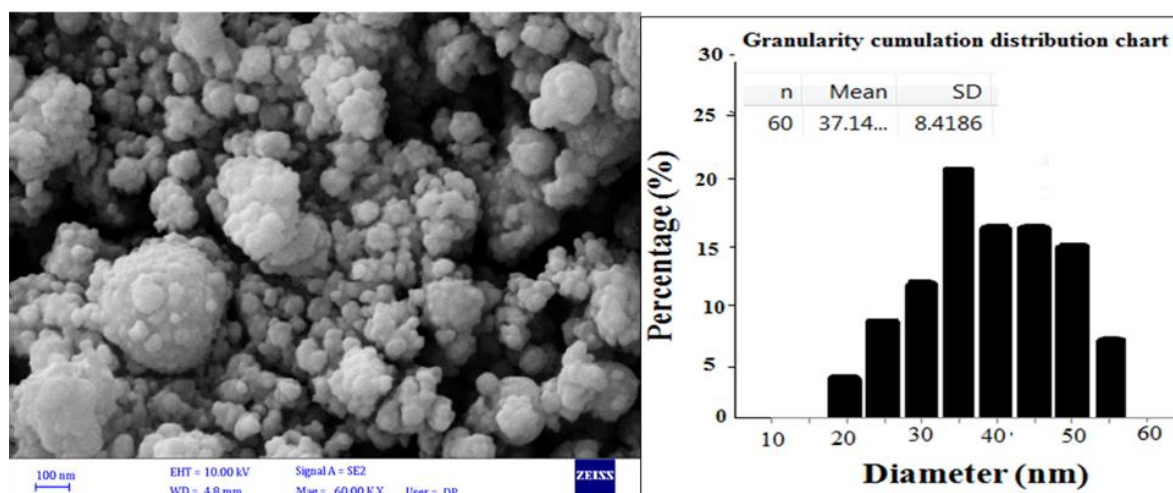 100 nm
EHT = 10.00 kV
Signal A = SE2
ZEISS
WD = 4.8 mm
Mag = 60.00 K X
User = DP
Granularity cumulation distribution chart
n Mean SD
60 37.14... 8.4186
Percentage (%)
30
25
20
15
10
5
0
10 20 30 40 50 60
Diameter (nm)